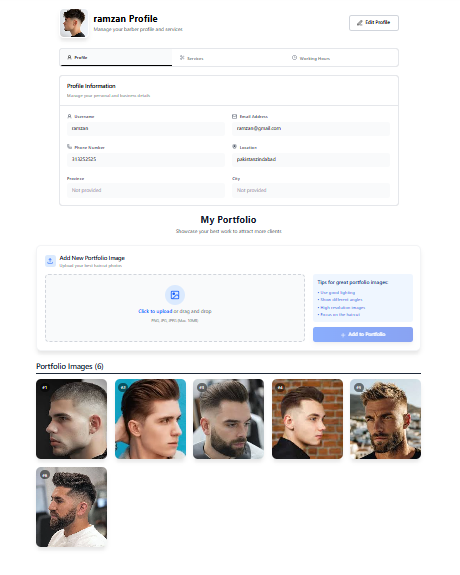 ramzan Profile
Manage your barber profile and services
Edit Profile
Profile
Services
Working Hours
Profile Information
Manage your personal and business details
Username
Email Address
ramzan
ramzan@gmail.com
Phone Number
Location
313252525
pakistanzindabad
Province
City
Not provided
Not provided
My Portfolio
Showcase your best work to attract more clients
Add New Portfolio Image
Upload your best haircut photos
Click to upload or drag and drop
PNG, JPG, JPEG (Max. 10MB)
Tips for great portfolio images:
• Use good lighting
• Show different angles
• High-resolution images
• Focus on the haircut
Add to Portfolio
Portfolio Images (6)
#1
#2
#3
#4
#5
#6